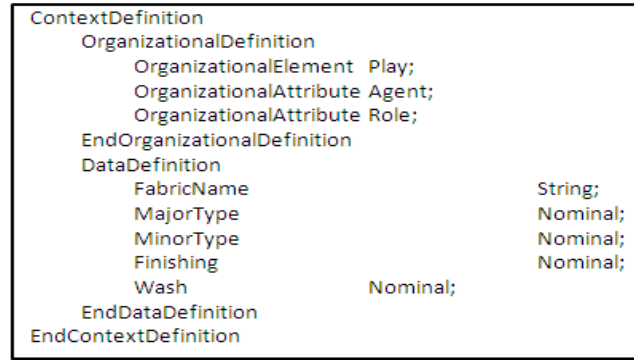 ContextDefinition
OrganizationalDefinition
OrganizationalElement Play;
OrganizationalAttribute Agent;
OrganizationalAttribute Role;
EndOrganizationalDefinition
DataDefinition
FabricName String;
MajorType Nominal;
MinorType Nominal;
Finishing Nominal;
Wash Nominal;
EndDataDefinition
EndContextDefinition